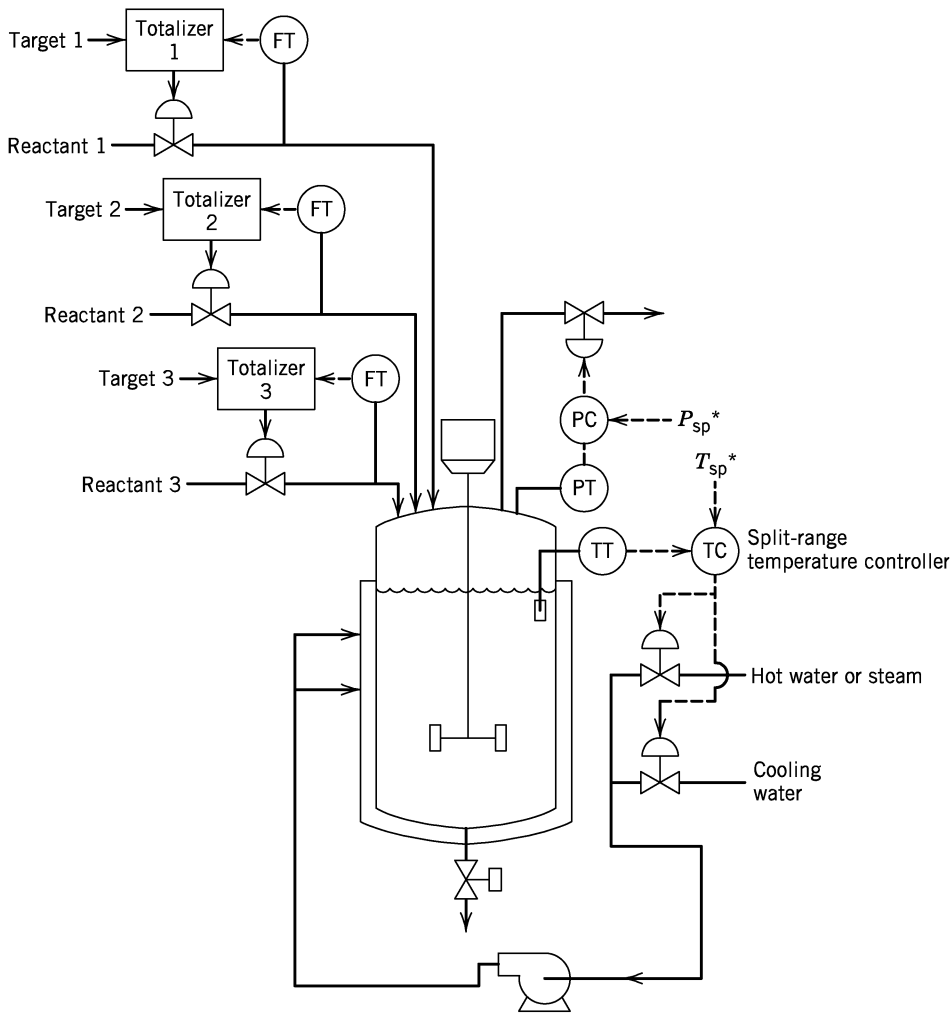 Target 1
Totalizer
1
FT
Reactant 1
Target 2
Totalizer
2
FT
Reactant 2
Target 3
Totalizer
3
FT
Reactant 3
PC
P_sp*
PT
T_sp*
TT
TC
Split-range
temperature controller
Hot water or steam
Cooling
water